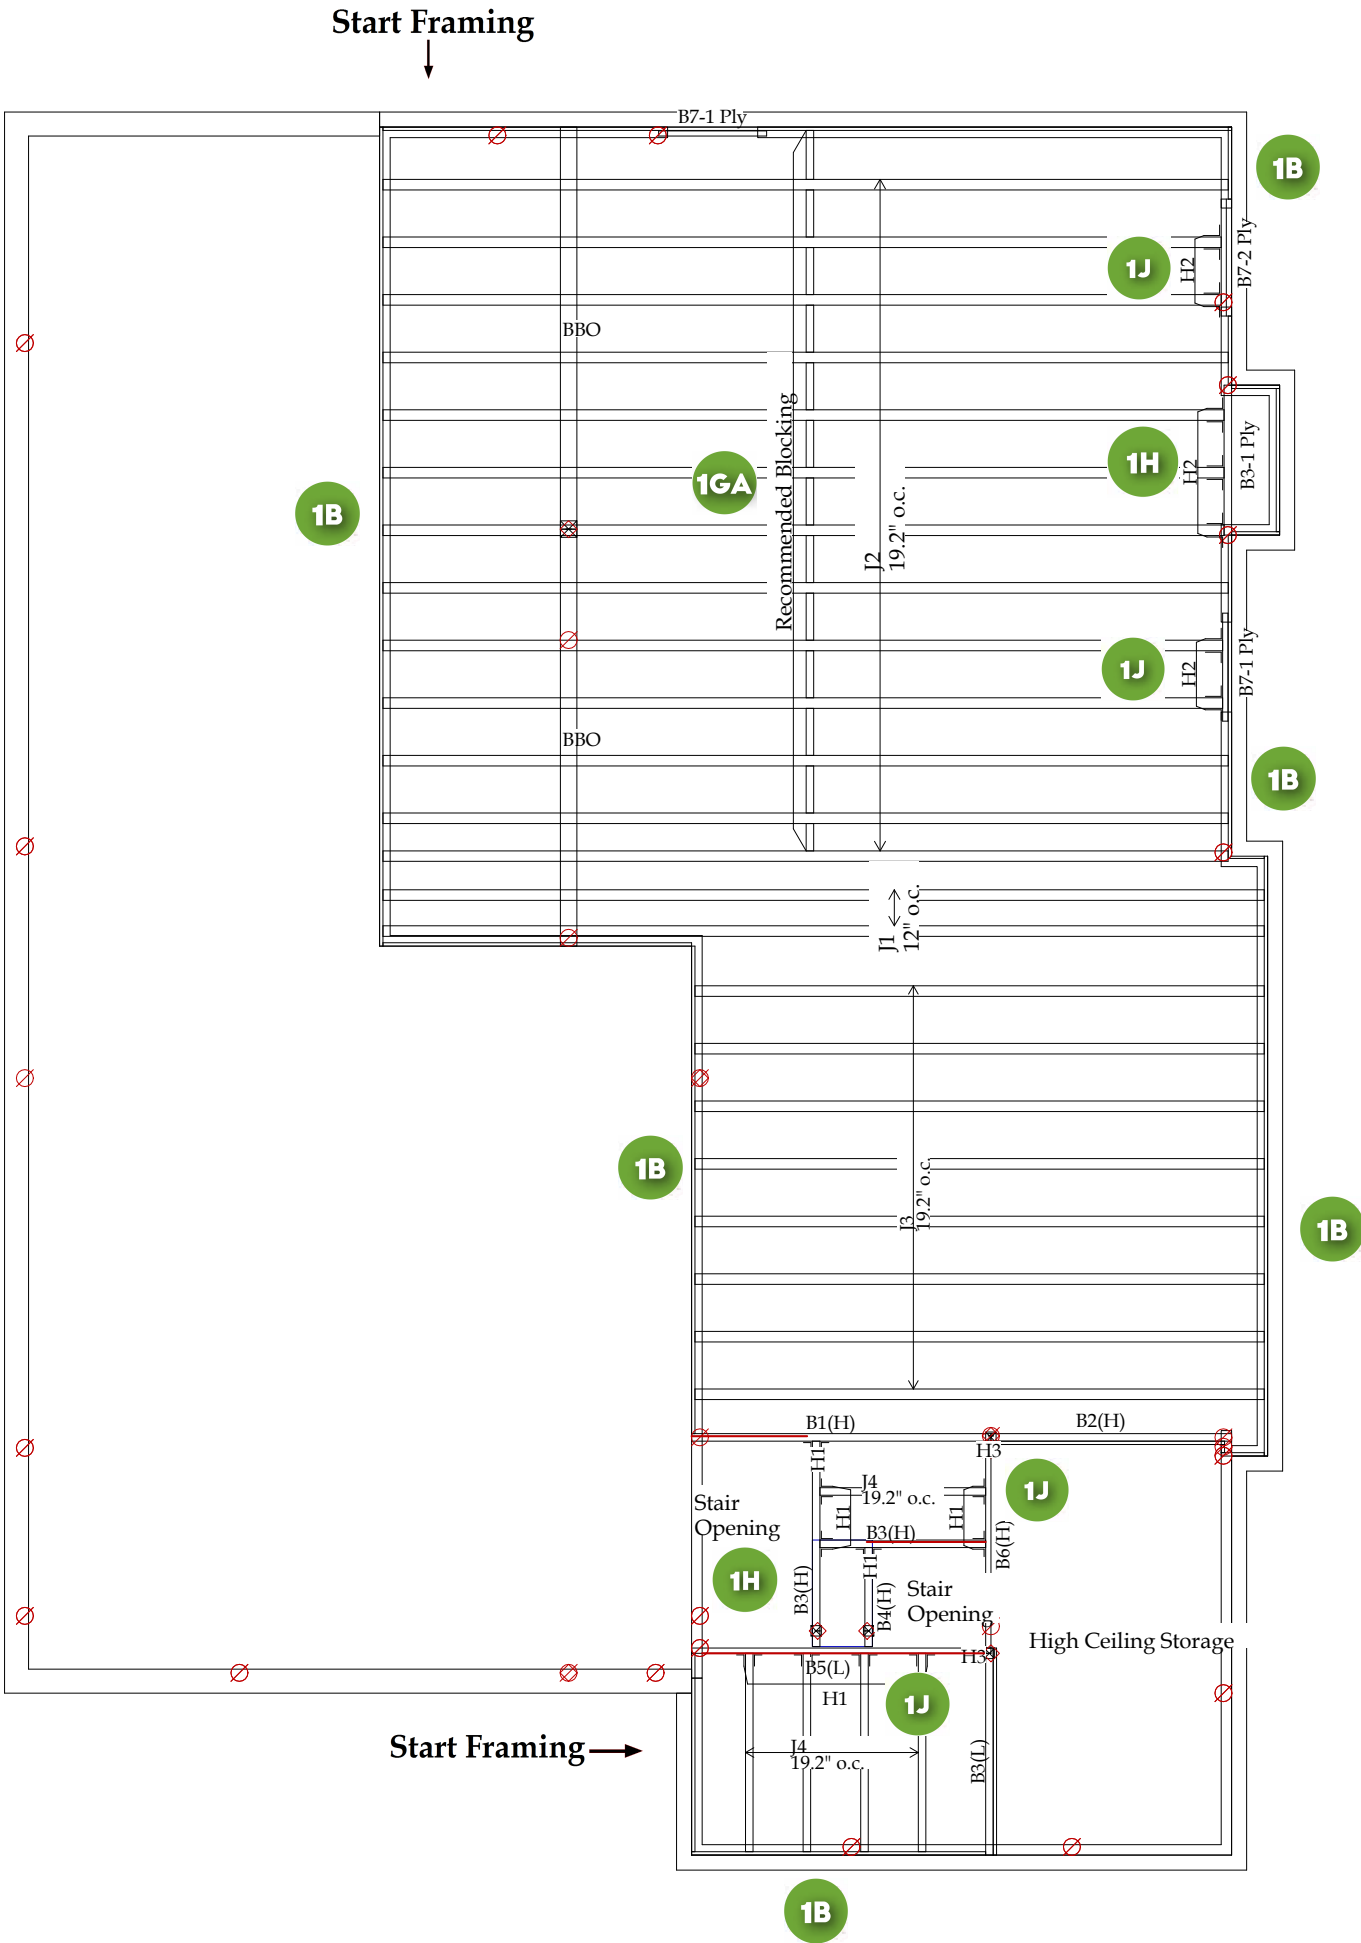 Start Framing
B7-1 Ply
1B
1J
H2
B7-2 Ply
BBO
Recommended Blocking
1GA
1H
H2
B3-1 Ply
1B
J2
19.2" o.c.
1J
H2
B7-1 Ply
BBO
1B
J1
12" o.c.
1B
J3
19.2" o.c.
1B
B1(H)
B2(H)
H1
H3
J4
19.2" o.c.
1J
Stair
Opening
H1
H1
B3(H)
B6(H)
H1
1H
B3(H)
B4(H)
Stair
Opening
High Ceiling Storage
B5(L)
H3
H1
1J
Start Framing
J4
19.2" o.c.
B3(L)
1B